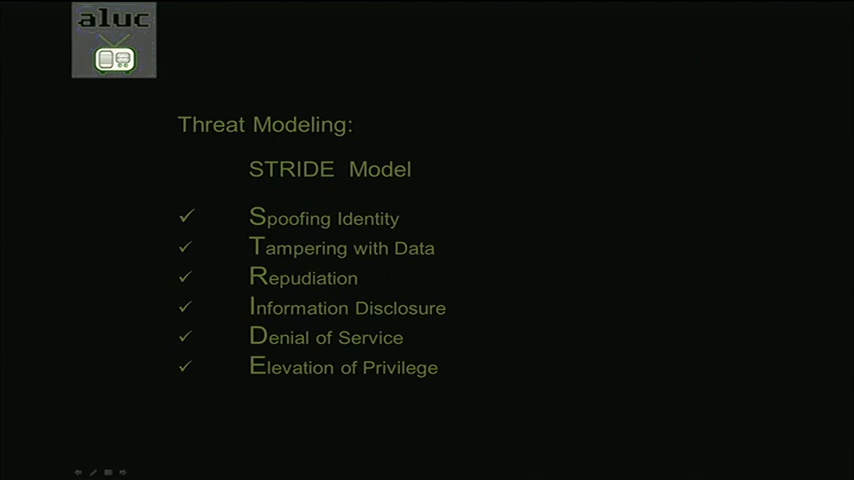 aluc
Threat Modeling:
STRIDE Model
✓ Spoofing Identity
✓ Tampering with Data
✓ Repudiation
✓ Information Disclosure
✓ Denial of Service
✓ Elevation of Privilege